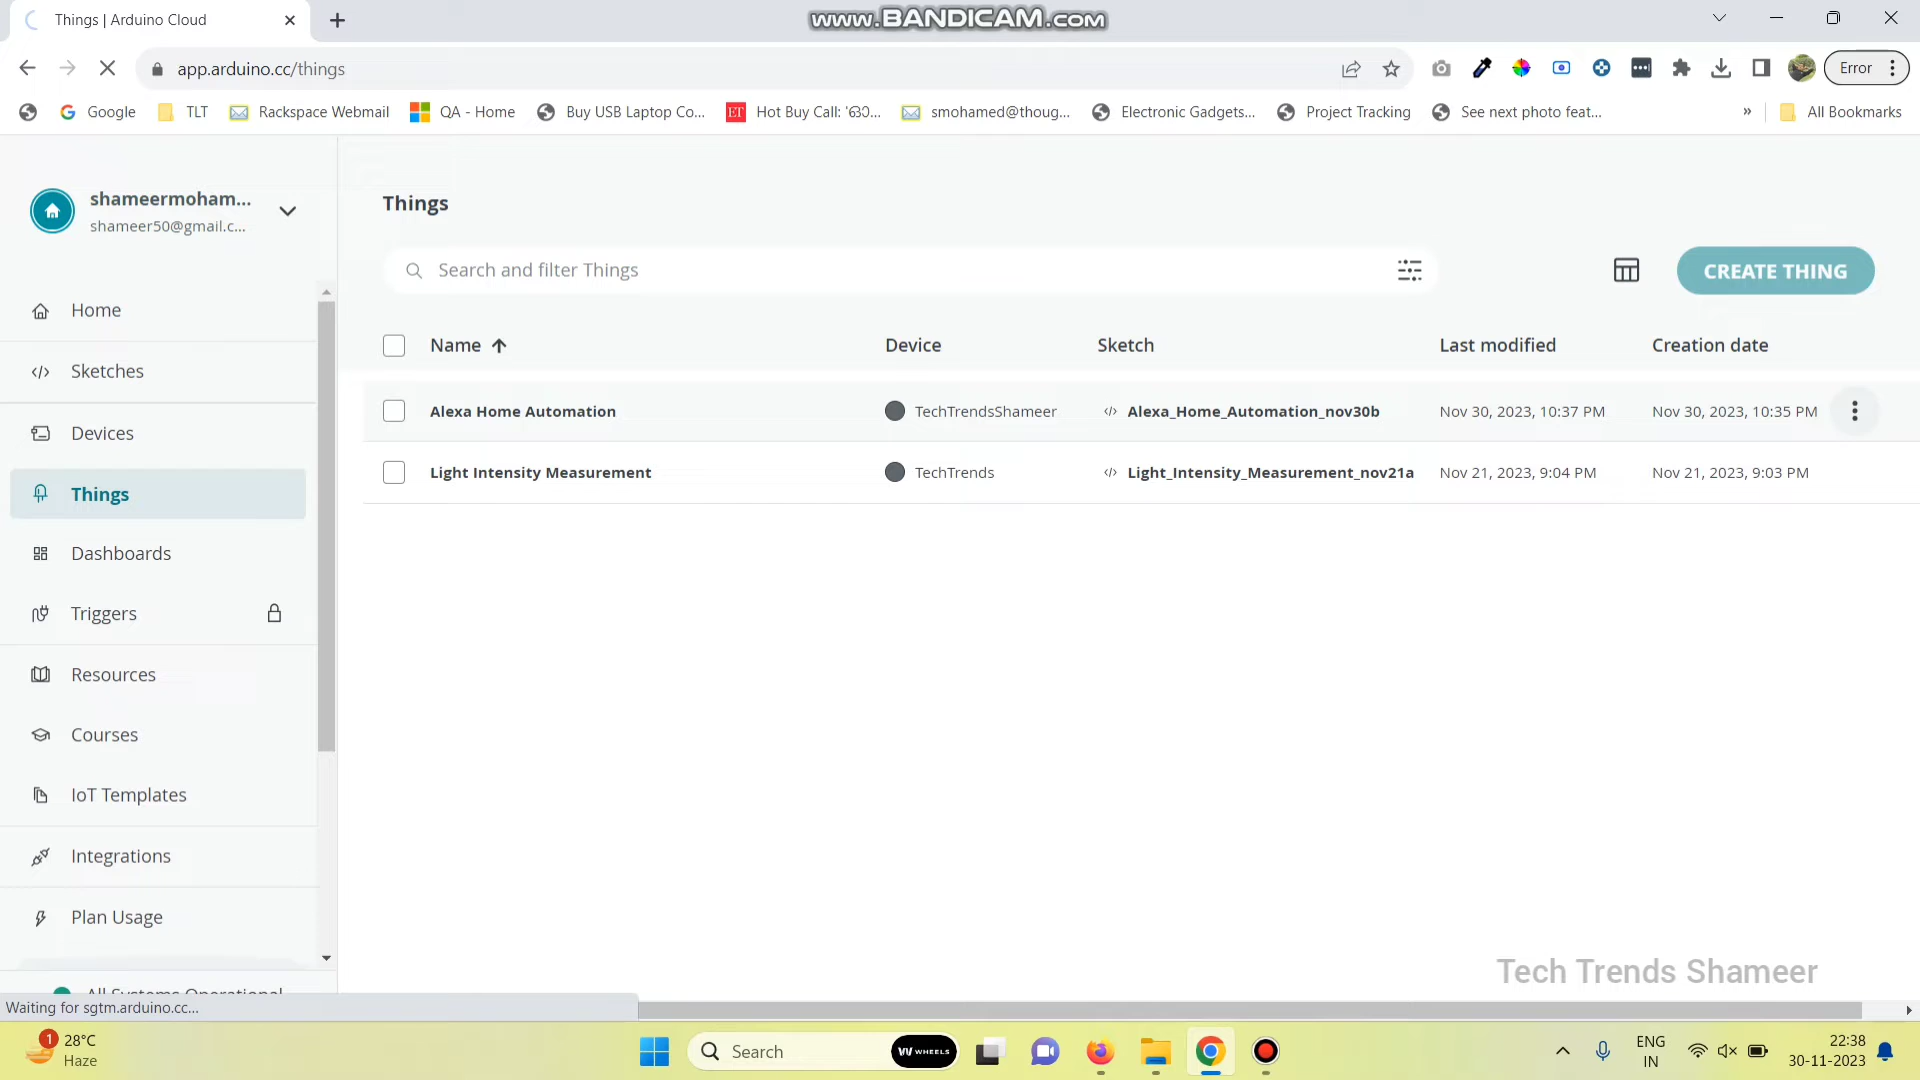 Things | Arduino Cloud
www.BANDICAM.com
app.arduino.cc/things
Error
Google
TLT
Rackspace Webmail
QA - Home
Buy USB Laptop Co...
ET
Hot Buy Call: 'ഓ...
smohamed@thoug...
Electronic Gadgets...
Project Tracking
See next photo feat...
»
All Bookmarks
shameermoham...
shameer50@gmail.c...
Home
Sketches
Devices
Things
Dashboards
Triggers
Resources
Courses
IoT Templates
Integrations
Plan Usage
All Systems Operational
Waiting for sgtm.arduino.cc...
Things
Search and filter Things
CREATE THING
Name Device Sketch Last modified Creation date
Alexa Home Automation TechTrendsShameer Alexa_Home_Automation_nov30b Nov 30, 2023, 10:37 PM Nov 30, 2023, 10:35 PM
Light Intensity Measurement TechTrends Light_Intensity_Measurement_nov21a Nov 21, 2023, 9:04 PM Nov 21, 2023, 9:03 PM
Tech Trends Shameer
1
28°C
Haze
Search
WHEELS
ENG
IN
22:38
30-11-2023